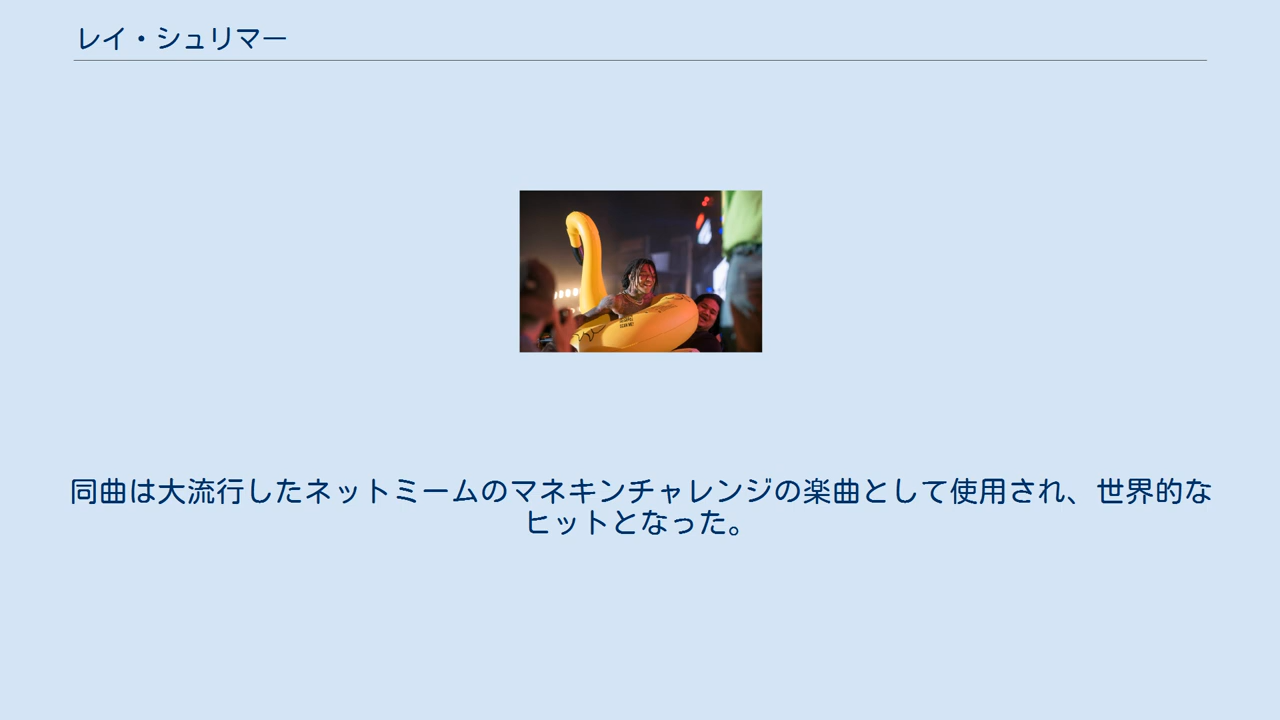 レイ・シュリマー
同曲は大流行したネットミームのマネキンチャレンジの楽曲として使用され、世界的な
ヒットとなった。